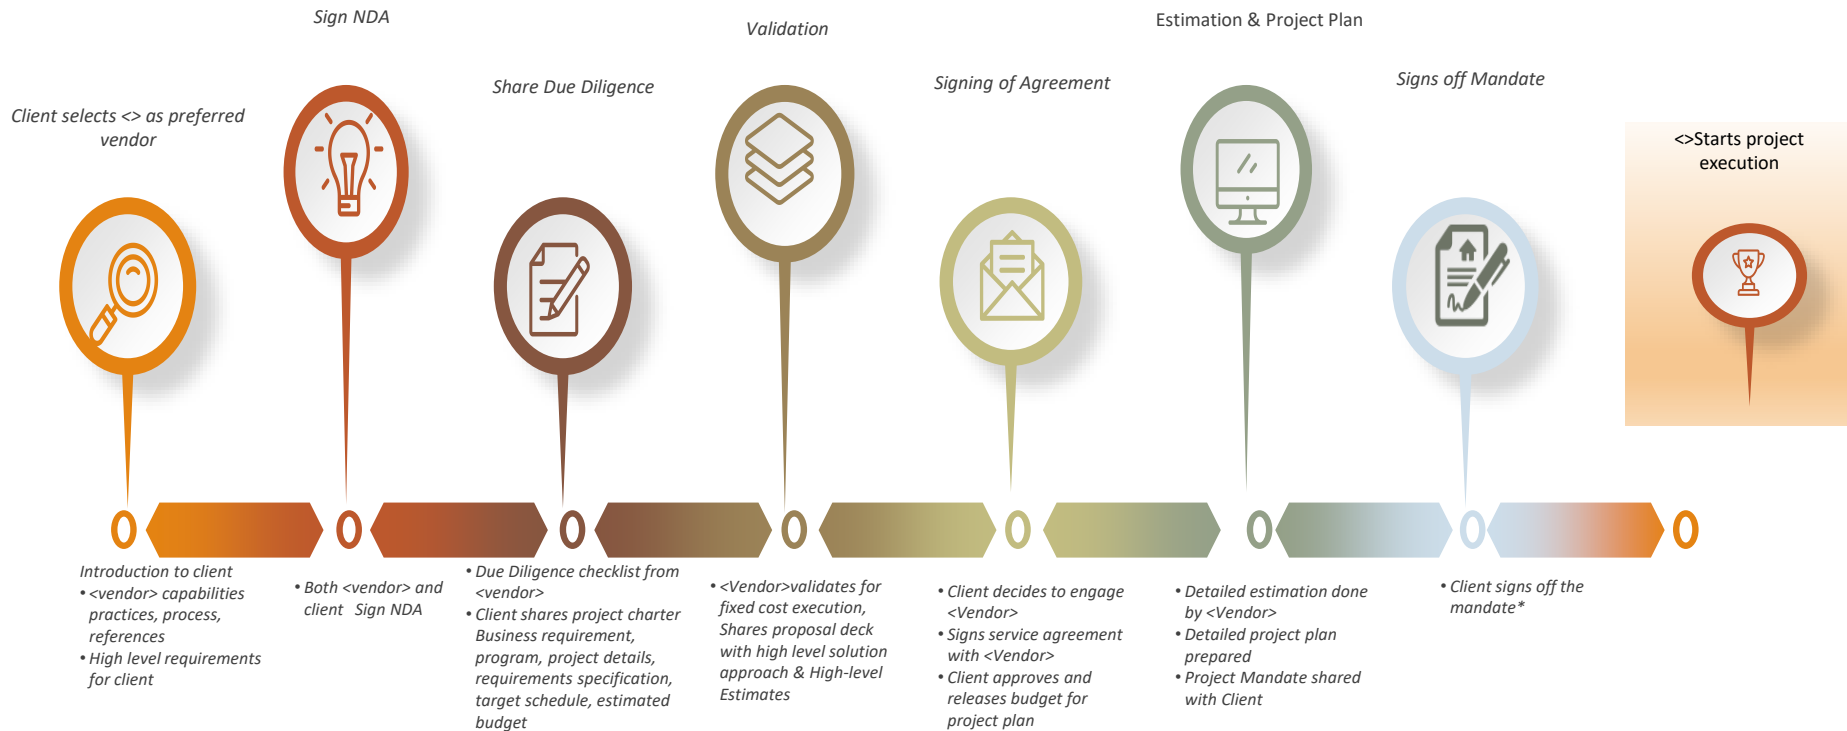 Sign NDA
Validation
Estimation & Project Plan
Share Due Diligence
Signing of Agreement
Signs off Mandate
Client selects <> as preferred
vendor
<>Starts project
execution
Introduction to client
• <vendor> capabilities
practices, process,
references
• High level requirements
for client
• Both <vendor> and
client Sign NDA
• Due Diligence checklist from
<vendor>
• Client shares project charter
Business requirement,
program, project details,
requirements specification,
target schedule, estimated
budget
• <Vendor>validates for
fixed cost execution,
Shares proposal deck
with high level solution
approach & High-level
Estimates
• Client decides to engage
<Vendor>
• Signs service agreement
with <Vendor>
• Client approves and
releases budget for
project plan
• Detailed estimation done
by <Vendor>
• Detailed project plan
prepared
• Project Mandate shared
with Client
• Client signs off the
mandate*